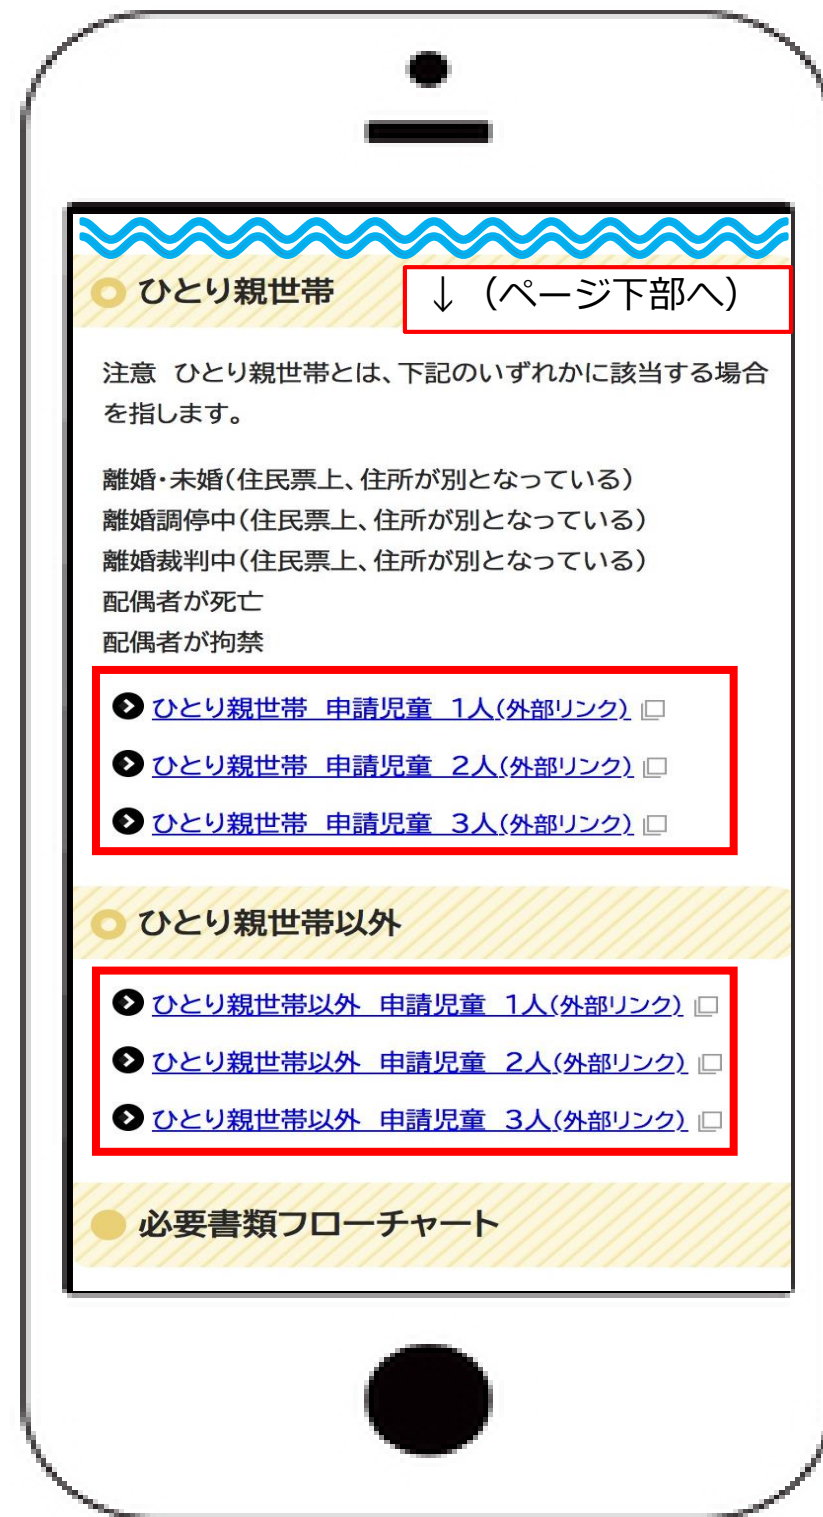 ひとり親世帯
↓（ページ下部へ）
注意　ひとり親世帯とは、下記のいずれかに該当する場合
を指します。
離婚・未婚(住民票上、住所が別となっている)
離婚調停中(住民票上、住所が別となっている)
離婚裁判中(住民票上、住所が別となっている)
配偶者が死亡
配偶者が拘禁
ひとり親世帯　申請児童　1人(外部リンク)
ひとり親世帯　申請児童　2人(外部リンク)
ひとり親世帯　申請児童　3人(外部リンク)
ひとり親世帯以外
ひとり親世帯以外　申請児童　1人(外部リンク)
ひとり親世帯以外　申請児童　2人(外部リンク)
ひとり親世帯以外　申請児童　3人(外部リンク)
必要書類フローチャート